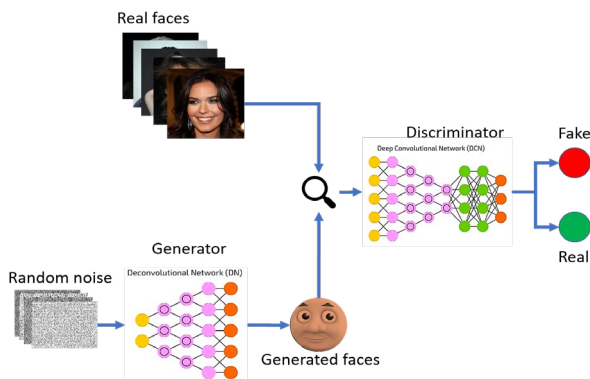 Real faces
Discriminator
Deep Convolutional Network (DCN)
Fake
Real
Generator
Deconvolutional Network (DN)
Random noise
Generated faces